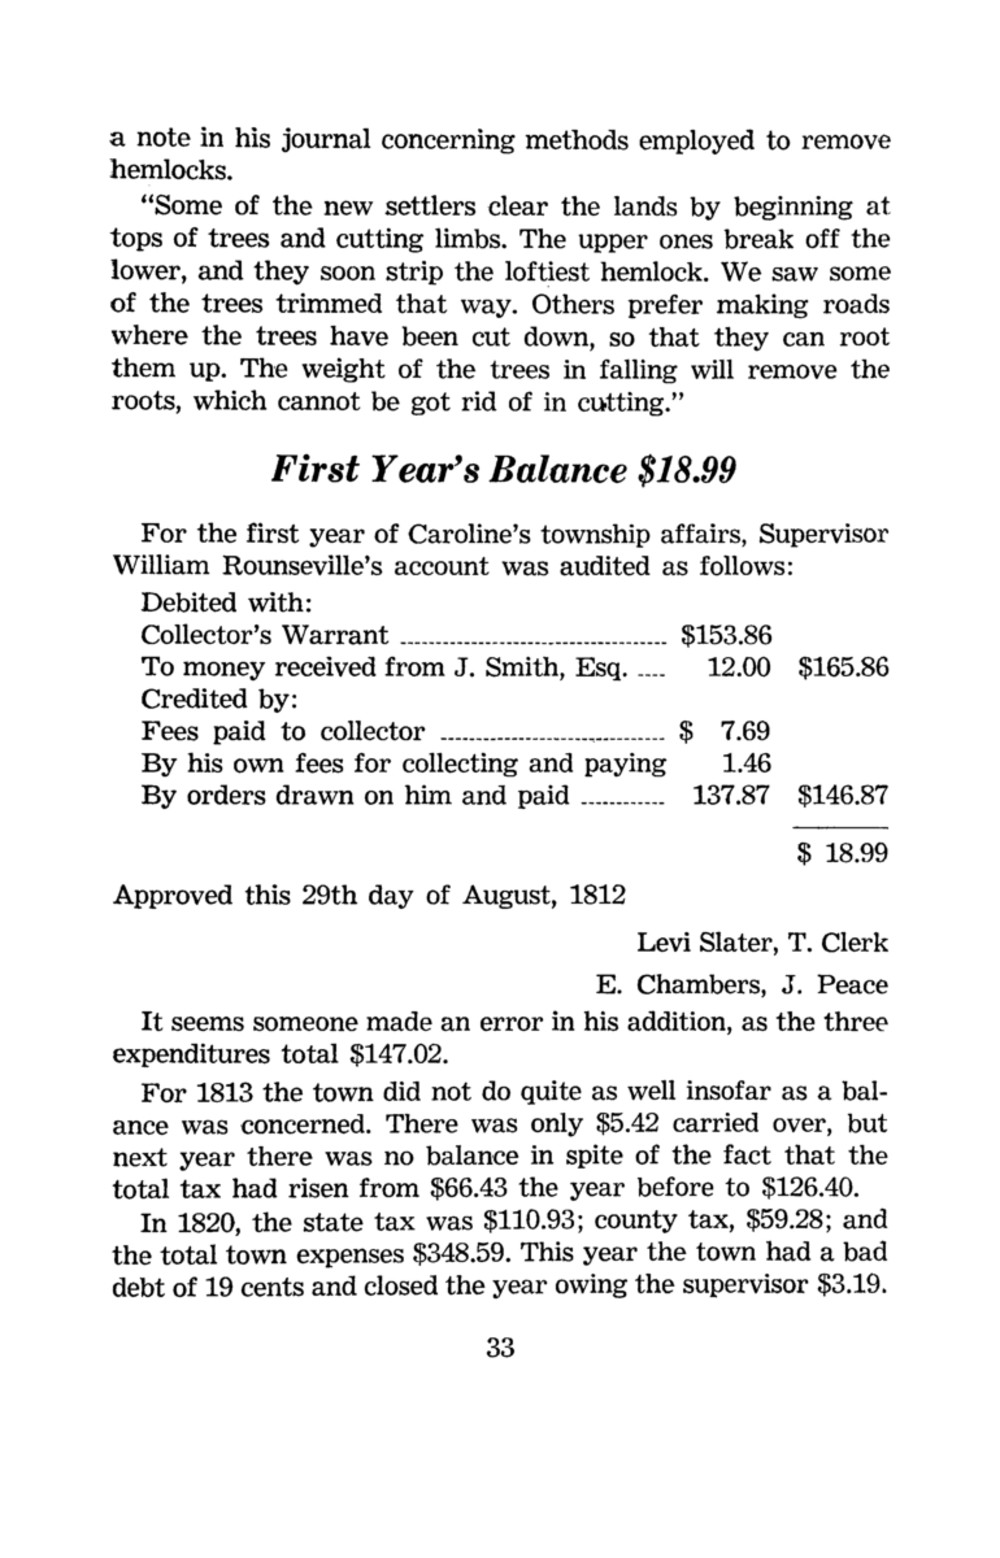 a note in his journal concerning methods employed to remove
hemlocks.
“Some of the new settlers clear the lands by beginning at
tops of trees and cutting limbs. The upper ones break off the
lower, and they soon strip the loftiest hemlock. We saw some
of the trees trimmed that way. Others prefer making roads
where the trees have been cut down, so that they can root
them up. The weight of the trees in falling will remove the
roots, which cannot be got rid of in cutting.”
First Year’s Balance $18.99
For the first year of Caroline’s township affairs, Supervisor
William Rounseville’s account was audited as follows:
Debited with:
Collector’s Warrant ...................................... $153.86
To money received from J. Smith, Esq. .... 12.00 $165.86
Credited by:
Fees paid to collector ................................ $ 7.69
By his own fees for collecting and paying 1.46
By orders drawn on him and paid ............ 137.87 $146.87
$ 18.99
Approved this 29th day of August, 1812
Levi Slater, T. Clerk
E. Chambers, J. Peace
It seems someone made an error in his addition, as the three
expenditures total $147.02.
For 1813 the town did not do quite as well insofar as a bal-
ance was concerned. There was only $5.42 carried over, but
next year there was no balance in spite of the fact that the
total tax had risen from $66.43 the year before to $126.40.
In 1820, the state tax was $110.93; county tax, $59.28; and
the total town expenses $348.59. This year the town had a bad
debt of 19 cents and closed the year owing the supervisor $3.19.
33